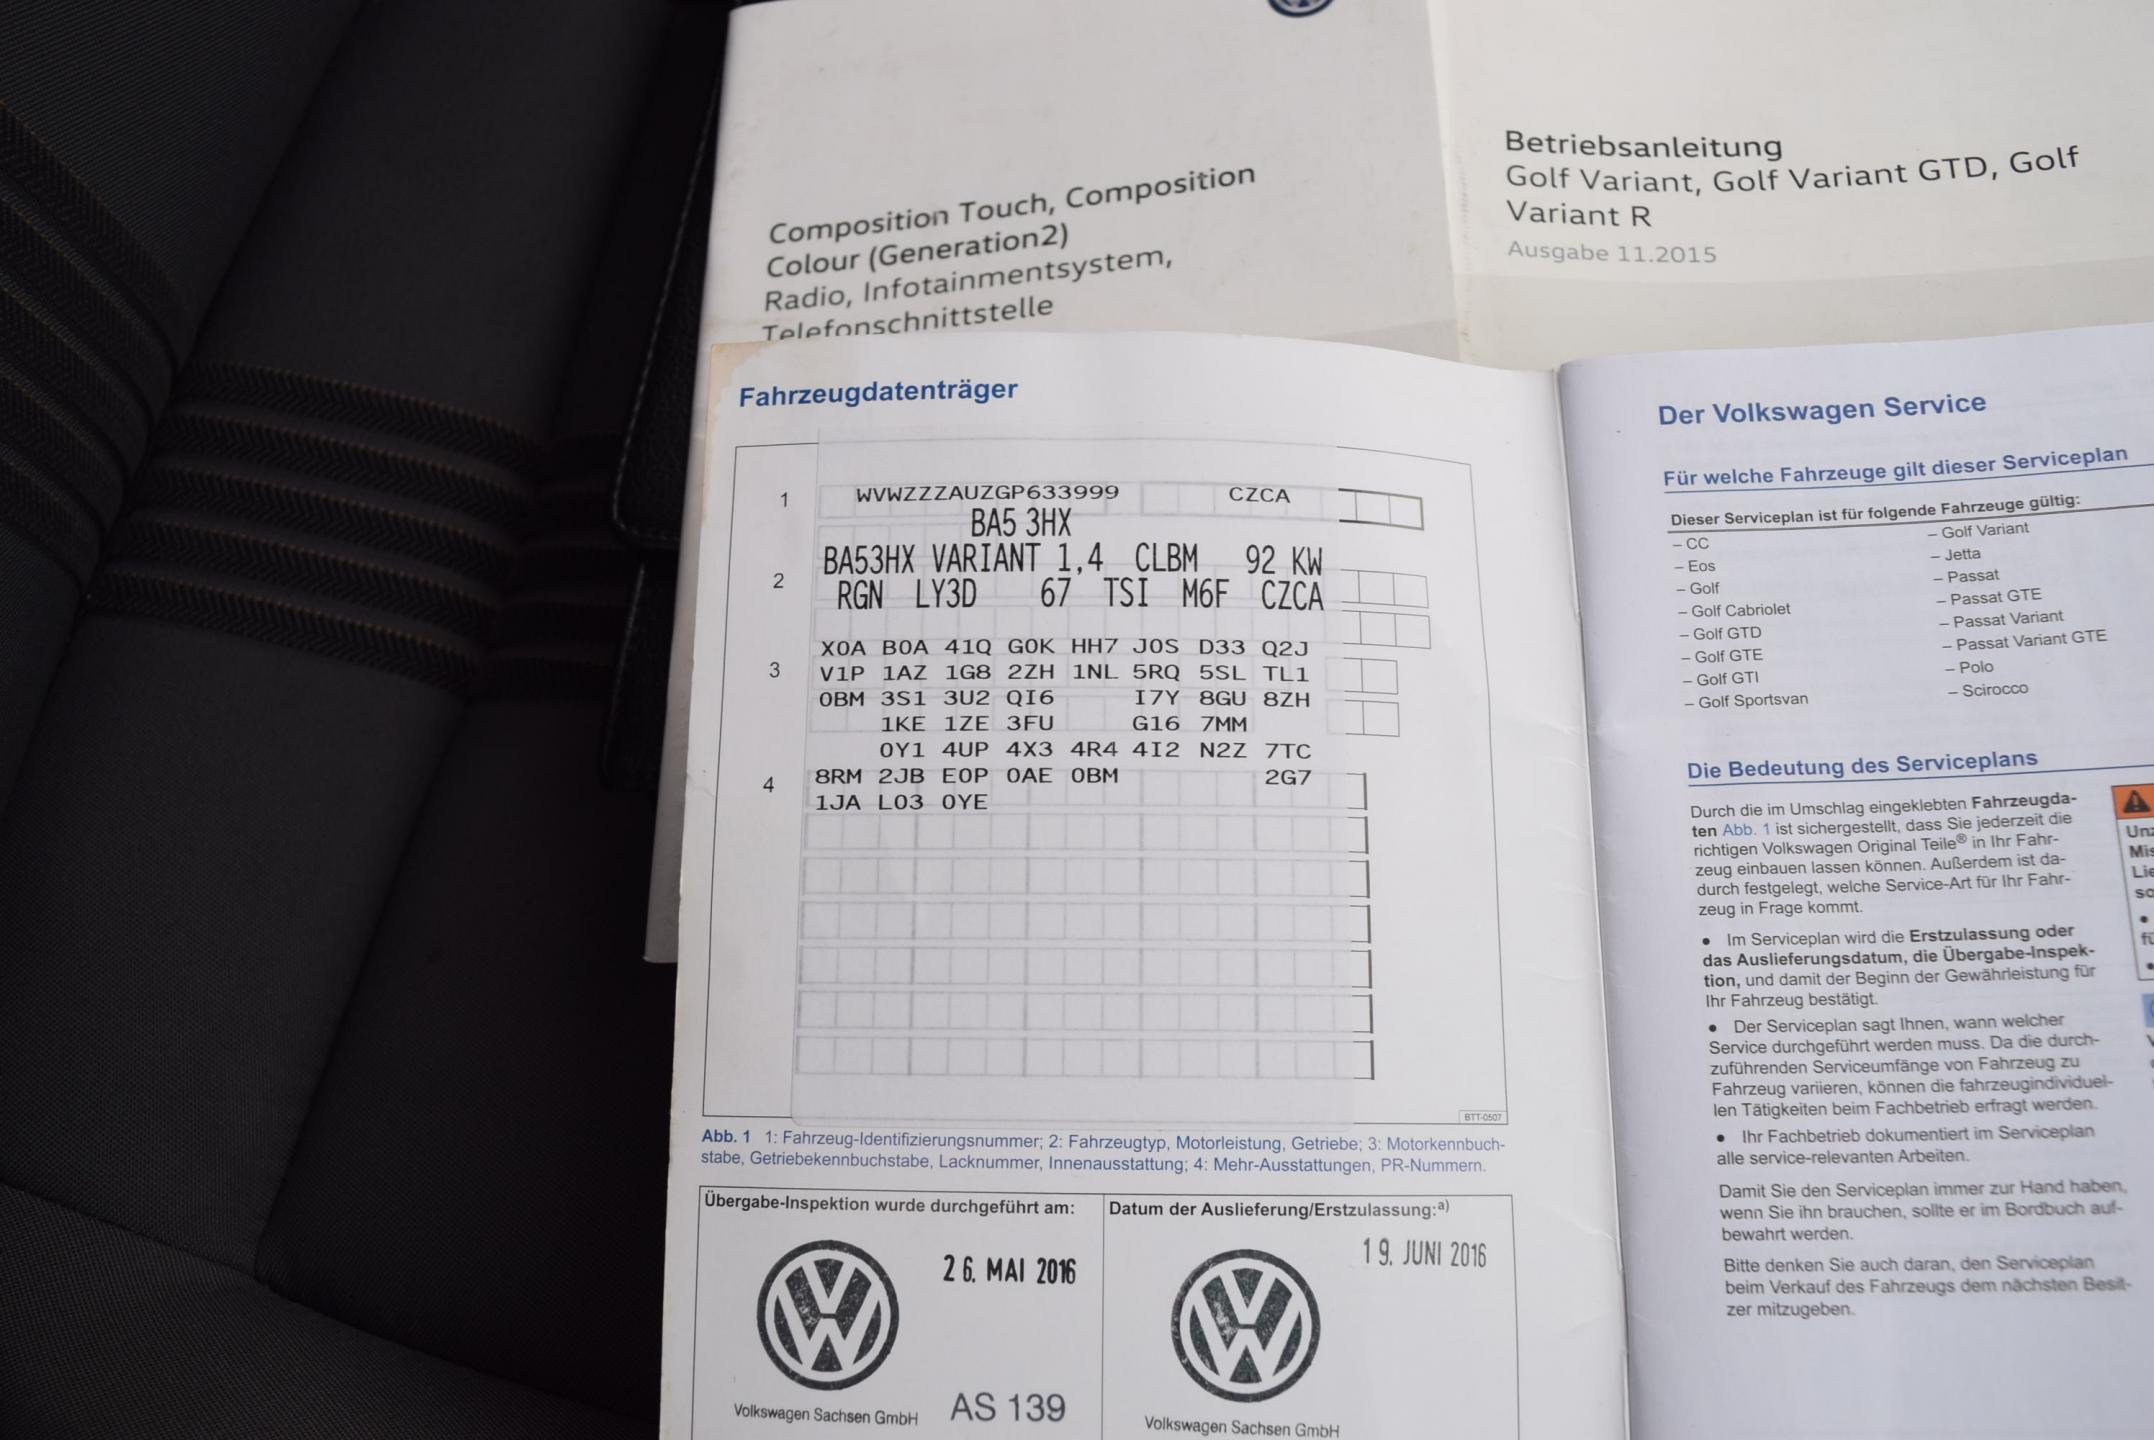 Composition Touch, Composition
Colour (Generation2)
Radio, Infotainmentsystem,
Telefonschnittstelle
Betriebsanleitung
Golf Variant, Golf Variant GTD, Golf
Variant R
Ausgabe 11.2015
Fahrzeugdatenträger
1 WVWZZZAUZGP633999 CZCA
BA5 3HX
BA53HX VARIANT 1,4 CLBM 92 KW
2
RGN LY3D 67 TSI M6F CZCA
X0A B0A 41Q G0K HH7 J0S D33 Q2J
3 V1P 1AZ 1G8 2ZH 1NL 5RQ 5SL TL1
0BM 3S1 3U2 QI6 I7Y 8GU 8ZH
1KE 1ZE 3FU G16 7MM
0Y1 4UP 4X3 4R4 4I2 N2Z 7TC
4 8RM 2JB E0P 0AE 0BM 2G7
1JA L03 0YE
BTT-0507
Abb. 1 1: Fahrzeug-Identifizierungsnummer; 2: Fahrzeugtyp, Motorleistung, Getriebe; 3: Motorkennbuch-
stabe, Getriebekennbuchstabe, Lacknummer, Innenausstattung; 4: Mehr-Ausstattungen, PR-Nummern.
Übergabe-Inspektion wurde durchgeführt am:
26. MAI 2016
Volkswagen Sachsen GmbH AS 139
Datum der Auslieferung/Erstzulassung:a)
19. JUNI 2016
Volkswagen Sachsen GmbH
Der Volkswagen Service
Für welche Fahrzeuge gilt dieser Serviceplan
Dieser Serviceplan ist für folgende Fahrzeuge gültig:
– CC
– Eos
– Golf
– Golf Cabriolet
– Golf GTD
– Golf GTE
– Golf GTI
– Golf Sportsvan
– Golf Variant
– Jetta
– Passat
– Passat GTE
– Passat Variant
– Passat Variant GTE
– Polo
– Scirocco
Die Bedeutung des Serviceplans
Durch die im Umschlag eingeklebten Fahrzeugda-
ten Abb. 1 ist sichergestellt, dass Sie jederzeit die
richtigen Volkswagen Original Teile® in Ihr Fahr-
zeug einbauen lassen können. Außerdem ist da-
durch festgelegt, welche Service-Art für Ihr Fahr-
zeug in Frage kommt.
• Im Serviceplan wird die Erstzulassung oder
das Auslieferungsdatum, die Übergabe-Inspek-
tion, und damit der Beginn der Gewährleistung für
Ihr Fahrzeug bestätigt.
• Der Serviceplan sagt Ihnen, wann welcher
Service durchgeführt werden muss. Da die durch-
zuführenden Serviceumfänge von Fahrzeug zu
Fahrzeug variieren, können die fahrzeugindividuel-
len Tätigkeiten beim Fachbetrieb erfragt werden.
• Ihr Fachbetrieb dokumentiert im Serviceplan
alle service-relevanten Arbeiten.
Damit Sie den Serviceplan immer zur Hand haben,
wenn Sie ihn brauchen, sollte er im Bordbuch auf-
bewahrt werden.
Bitte denken Sie auch daran, den Serviceplan
beim Verkauf des Fahrzeugs dem nächsten Besit-
zer mitzugeben.